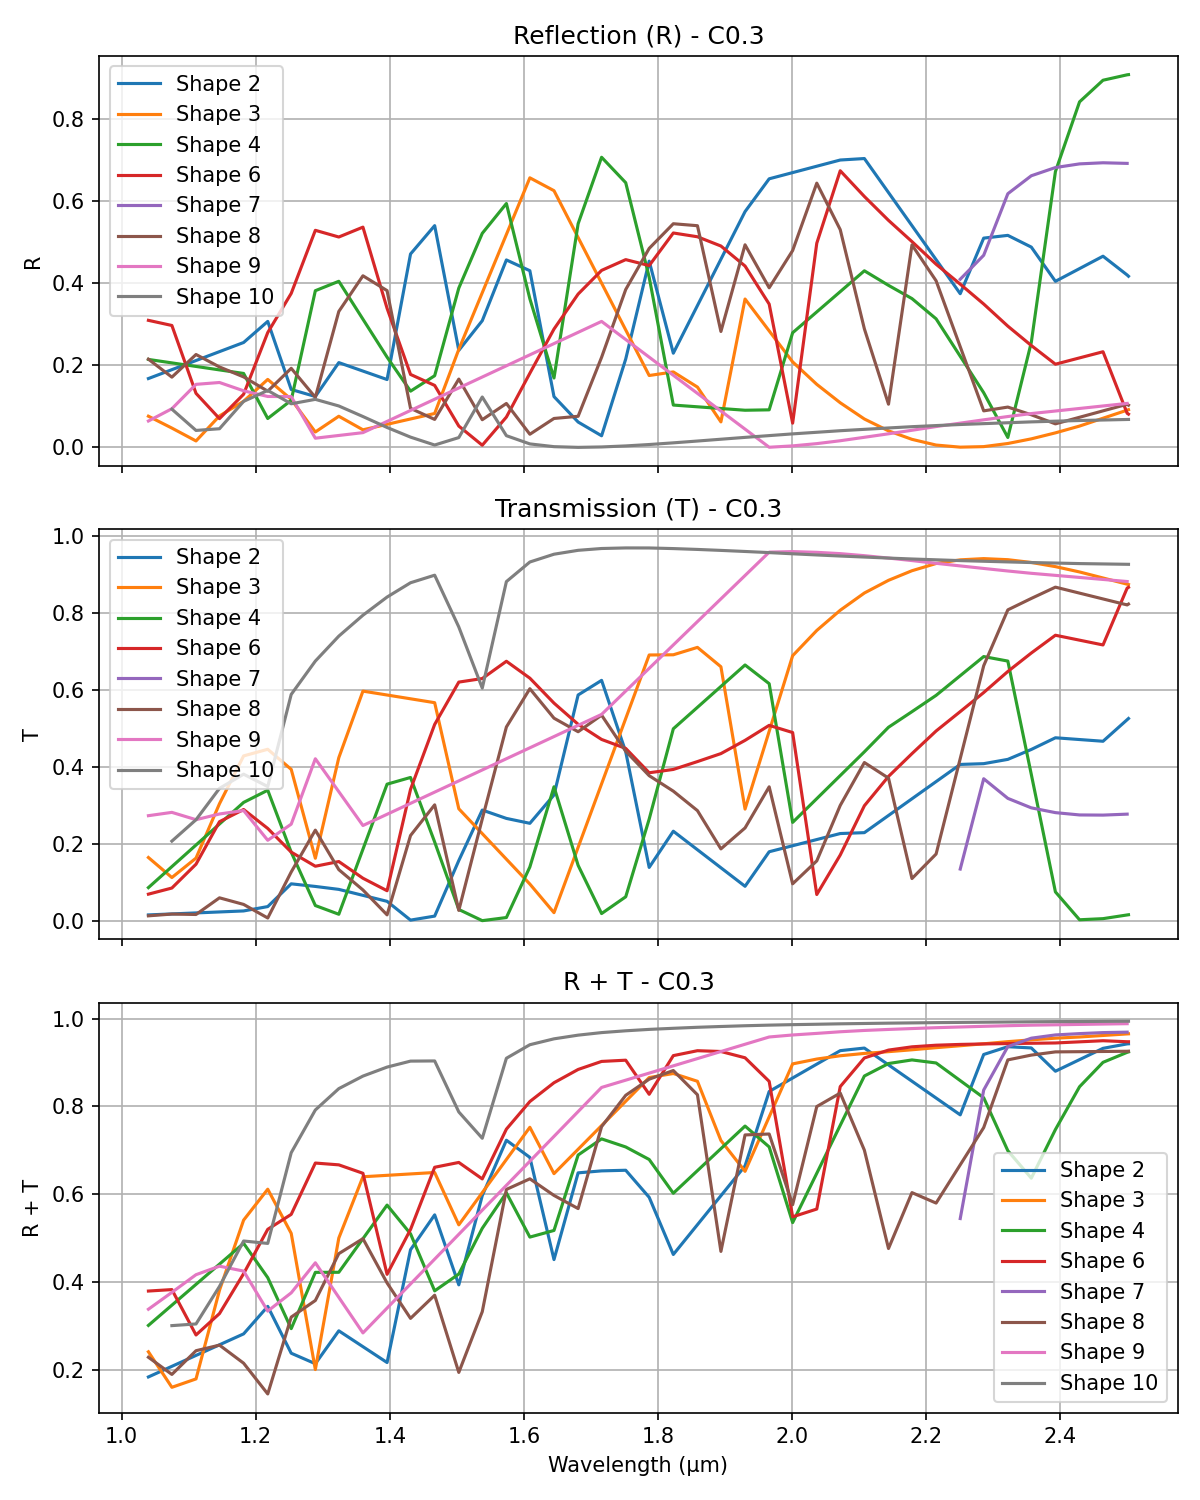 Reflection (R) - C0.3
R
0.8
0.6
0.4
0.2
0.0
Shape 2
Shape 3
Shape 4
Shape 6
Shape 7
Shape 8
Shape 9
Shape 10
Transmission (T) - C0.3
T
1.0
0.8
0.6
0.4
0.2
0.0
Shape 2
Shape 3
Shape 4
Shape 6
Shape 7
Shape 8
Shape 9
Shape 10
R + T - C0.3
R + T
1.0
0.8
0.6
0.4
0.2
Shape 2
Shape 3
Shape 4
Shape 6
Shape 7
Shape 8
Shape 9
Shape 10
1.0 1.2 1.4 1.6 1.8 2.0 2.2 2.4
Wavelength (μm)